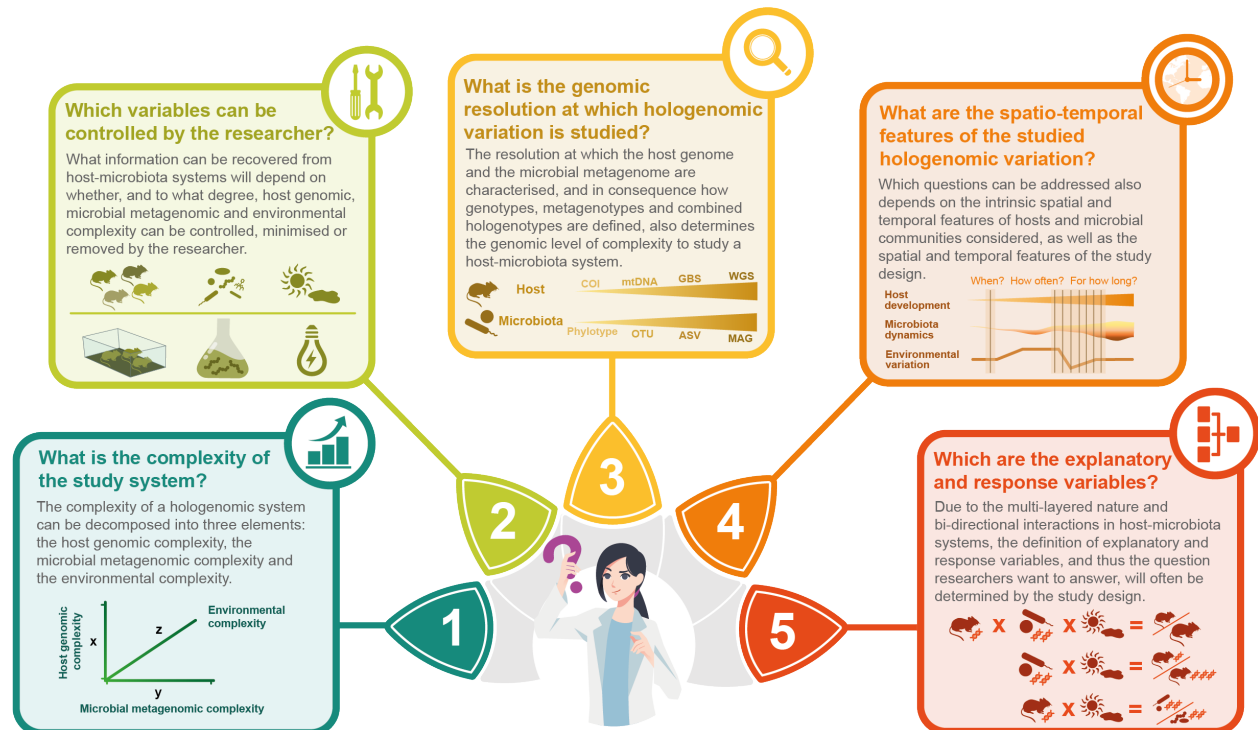 What is the complexity of
the study system?
The complexity of a hologenomic system
can be decomposed into three elements:
the host genomic complexity, the
microbial metagenomic complexity and
the environmental complexity.
Host genomic
complexity
x
z
y
Environmental
complexity
Microbial metagenomic complexity
1
Which variables can be
controlled by the researcher?
What information can be recovered from
host-microbiota systems will depend on
whether, and to what degree, host genomic,
microbial metagenomic and environmental
complexity can be controlled, minimised or
removed by the researcher.
2
What is the genomic
resolution at which hologenomic
variation is studied?
The resolution at which the host genome
and the microbial metagenome are
characterised, and in consequence how
genotypes, metagenotypes and combined
hologenotypes are defined, also determines
the genomic level of complexity to study a
host-microbiota system.
Host
COI mtDNA GBS WGS
Microbiota
Phylotype OTU ASV MAG
3
What are the spatio-temporal
features of the studied
hologenomic variation?
Which questions can be addressed also
depends on the intrinsic spatial and
temporal features of hosts and microbial
communities considered, as well as the
spatial and temporal features of the study
design.
When? How often? For how long?
Host
development
Microbiota
dynamics
Environmental
variation
4
Which are the explanatory
and response variables?
Due to the multi-layered nature and
bi-directional interactions in host-microbiota
systems, the definition of explanatory and
response variables, and thus the question
researchers want to answer, will often be
determined by the study design.
x x =
x =
x =
5
?